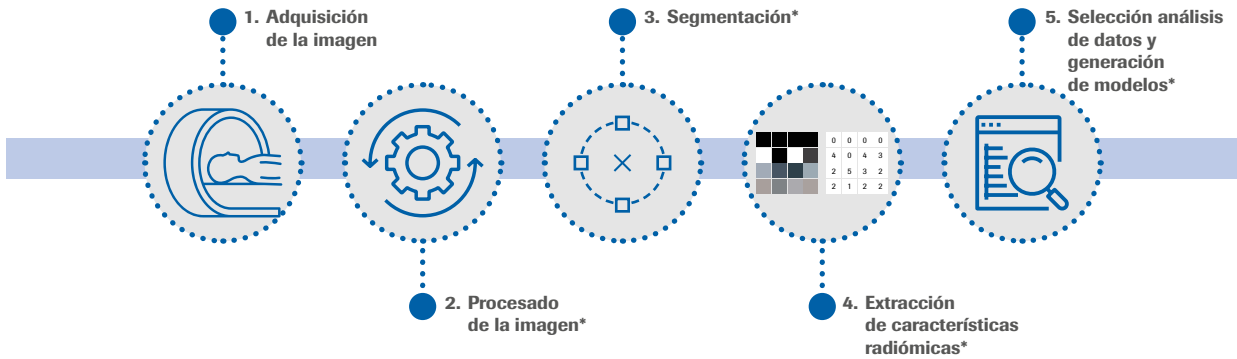 1. Adquisición
de la imagen
2. Procesado
de la imagen*
3. Segmentación*
0 0 0 0
4 0 4 3
2 5 3 2
2 1 2 2
4. Extracción
de características
radiómicas*
5. Selección análisis
de datos y
generación
de modelos*